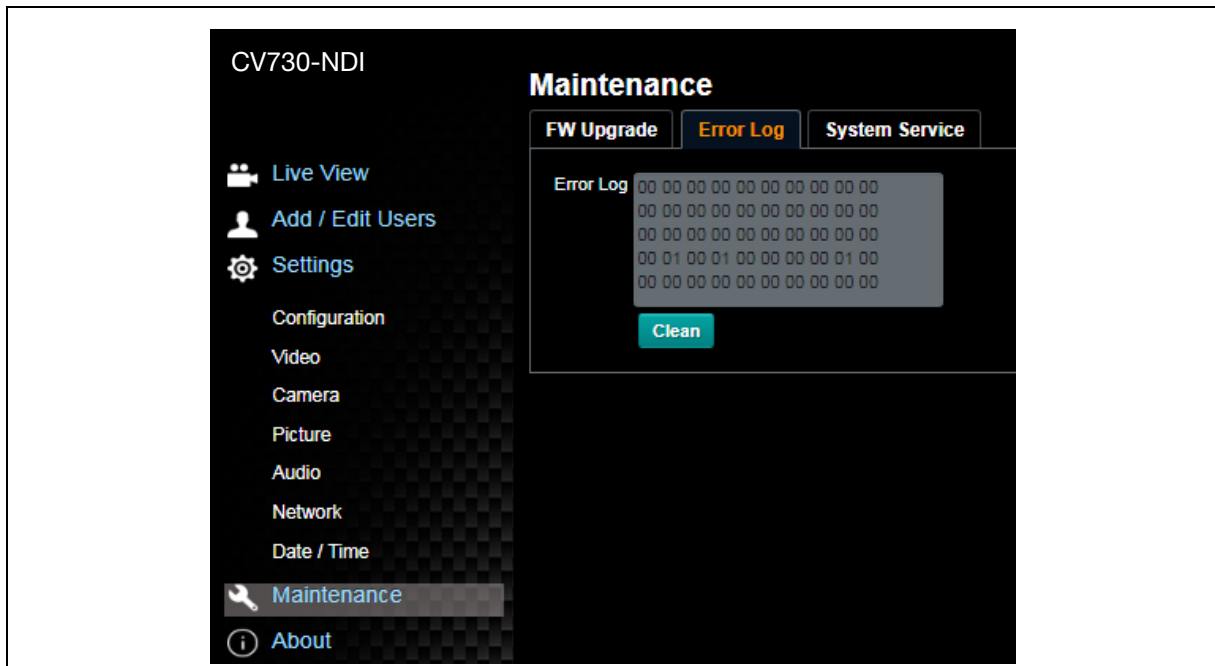 CV730-NDI
Live View
Add / Edit Users
Settings
Configuration
Video
Camera
Picture
Audio
Network
Date / Time
Maintenance
About
Maintenance
FW Upgrade Error Log System Service
Error Log
00 00 00 00 00 00 00 00 00 00
00 00 00 00 00 00 00 00 00 00
00 00 00 00 00 00 00 00 00 00
00 01 00 01 00 00 00 00 01 00
00 00 00 00 00 00 00 00 00 00
Clean